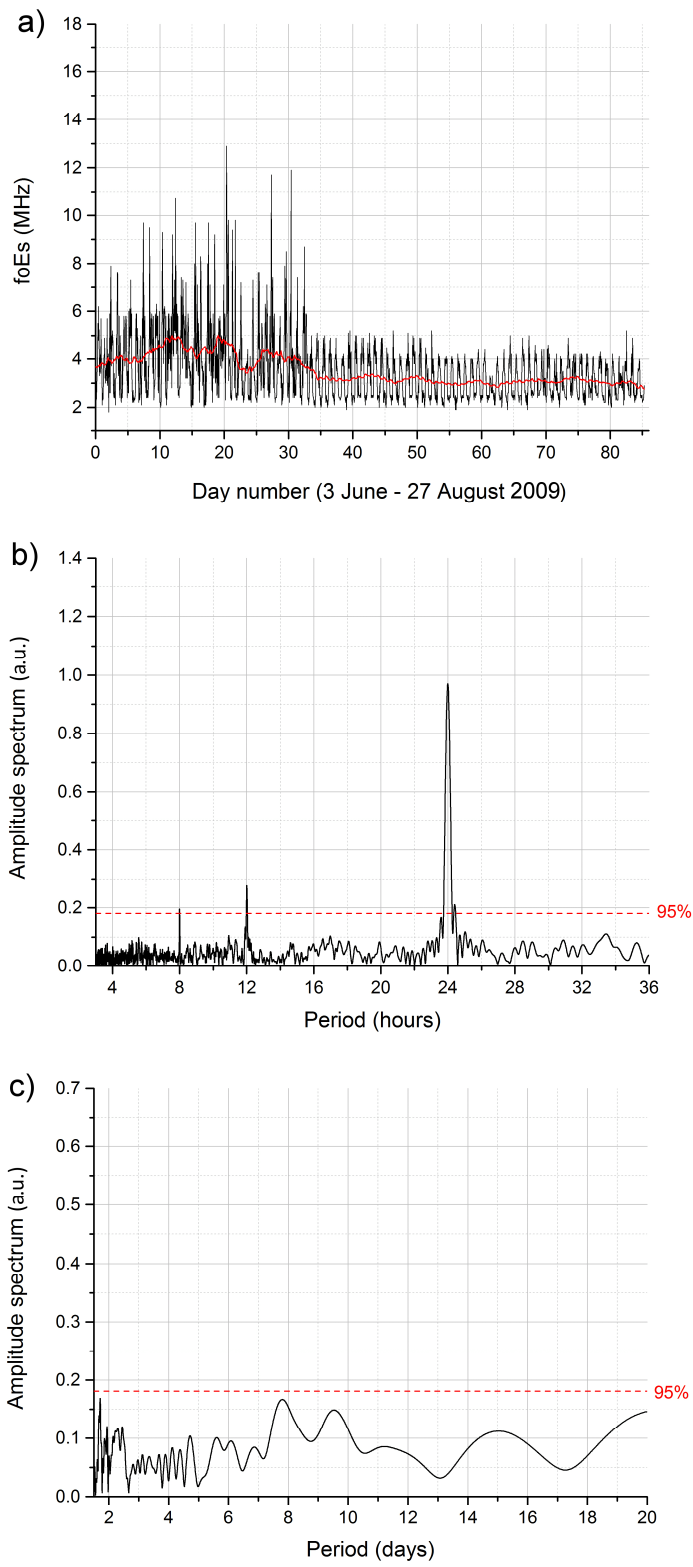 a)
18
16
14
12
10
8
6
4
2
foEs (MHz)
0 10 20 30 40 50 60 70 80
Day number (3 June - 27 August 2009)
b)
1.4
1.2
1.0
0.8
0.6
0.4
0.2
0.0
Amplitude spectrum (a.u.)
95%
4 8 12 16 20 24 28 32 36
Period (hours)
c)
0.7
0.6
0.5
0.4
0.3
0.2
0.1
0.0
Amplitude spectrum (a.u.)
95%
2 4 6 8 10 12 14 16 18 20
Period (days)